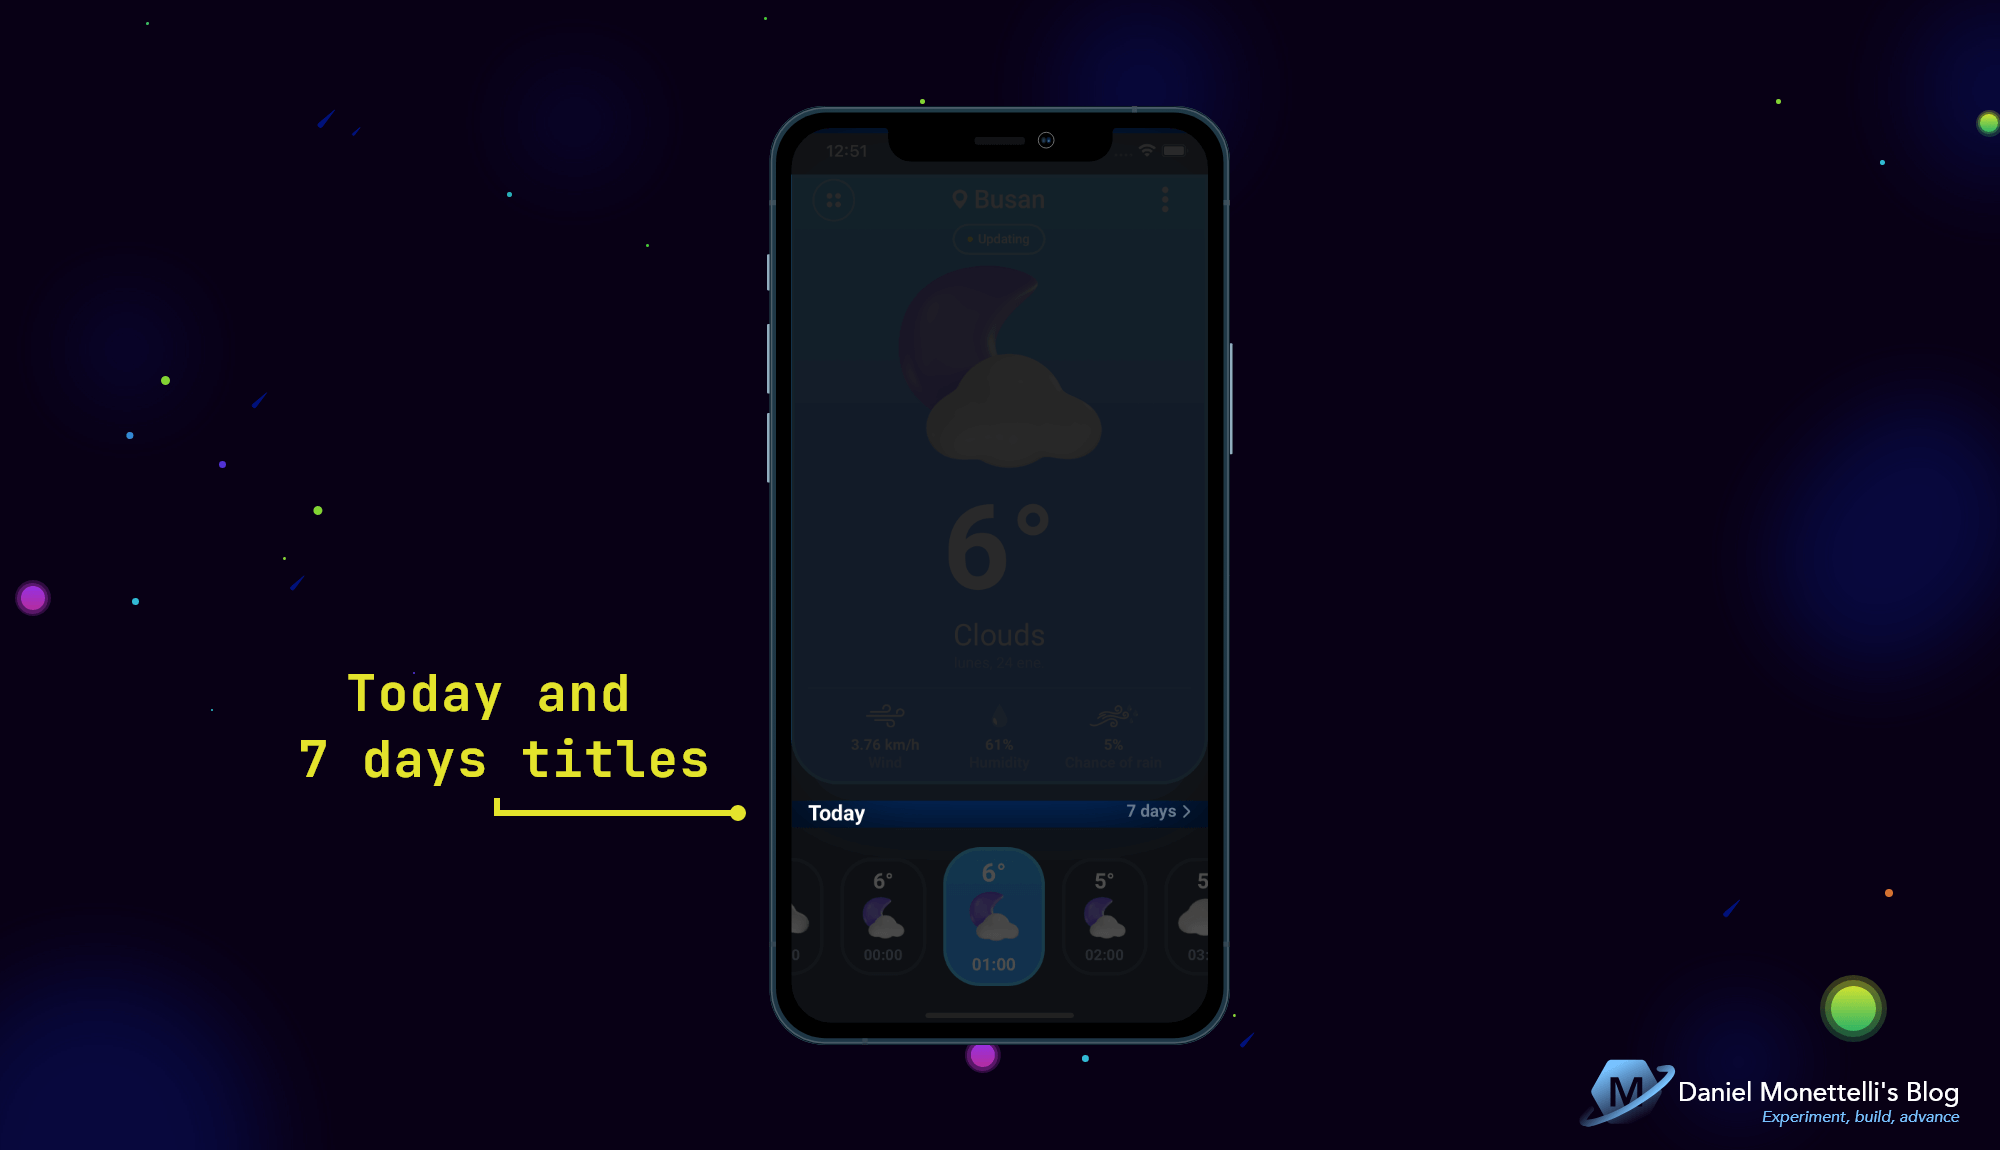 12:51
Busan
Updating
6°
Clouds
3.76 km/h
61%
5%
Wind
Humidity
Chance of rain
Today and
7 days titles
Today
7 days
6°
6°
5°
5
0
00:00
01:00
02:00
03:
M
Daniel Monettelli's Blog
Experiment, build, advance